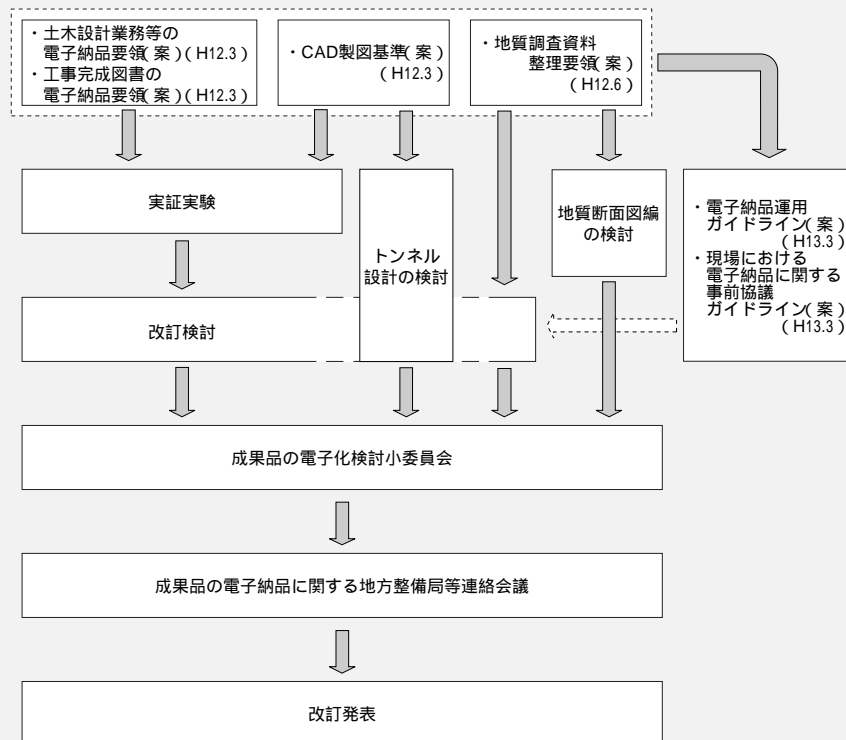 ・土木設計業務等の
電子納品要領(案)(H12.3)
・工事完成図書の
電子納品要領(案)(H12.3)
・CAD製図基準(案)
(H12.3)
・地質調査資料
整理要領(案)
(H12.6)
実証実験
トンネル
設計の検討
地質断面図編
の検討
・電子納品運用
ガイドライン(案)
(H13.3)
・現場における
電子納品に関する
事前協議
ガイドライン(案)
(H13.3)
改訂検討
成果品の電子化検討小委員会
成果品の電子納品に関する地方整備局等連絡会議
改訂発表